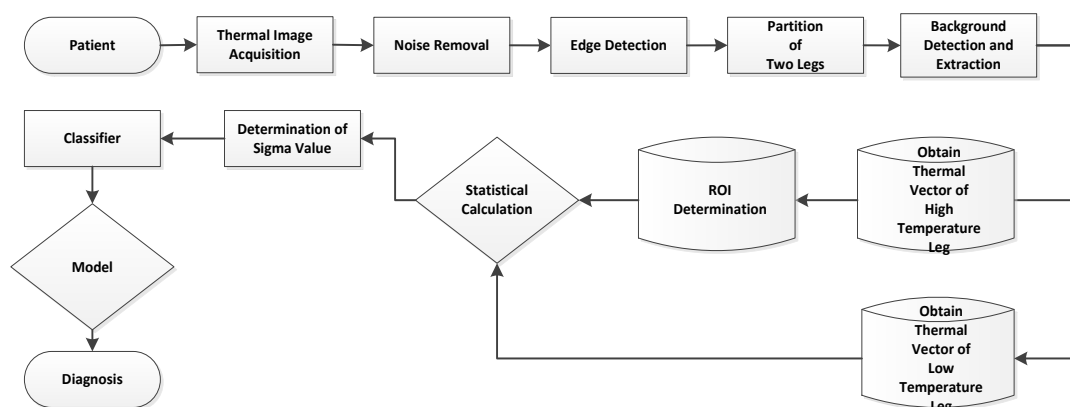 Patient
Thermal Image
Acquisition
Noise Removal
Edge Detection
Partition
of
Two Legs
Background
Detection and
Extraction
Classifier
Determination of
Sigma Value
Statistical
Calculation
ROI
Determination
Obtain
Thermal
Vector of
High
Temperature
Leg
Model
Obtain
Thermal
Vector of
Low
Temperature
Leg
Diagnosis